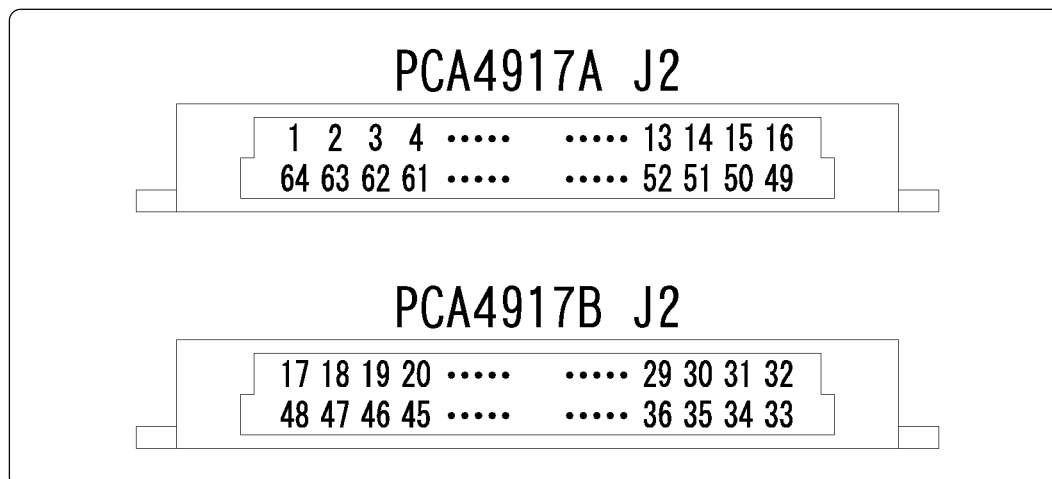 PCA4917A J2
1 2 3 4 ••••• ••••• 13 14 15 16
64 63 62 61 ••••• ••••• 52 51 50 49
PCA4917B J2
17 18 19 20 ••••• ••••• 29 30 31 32
48 47 46 45 ••••• ••••• 36 35 34 33